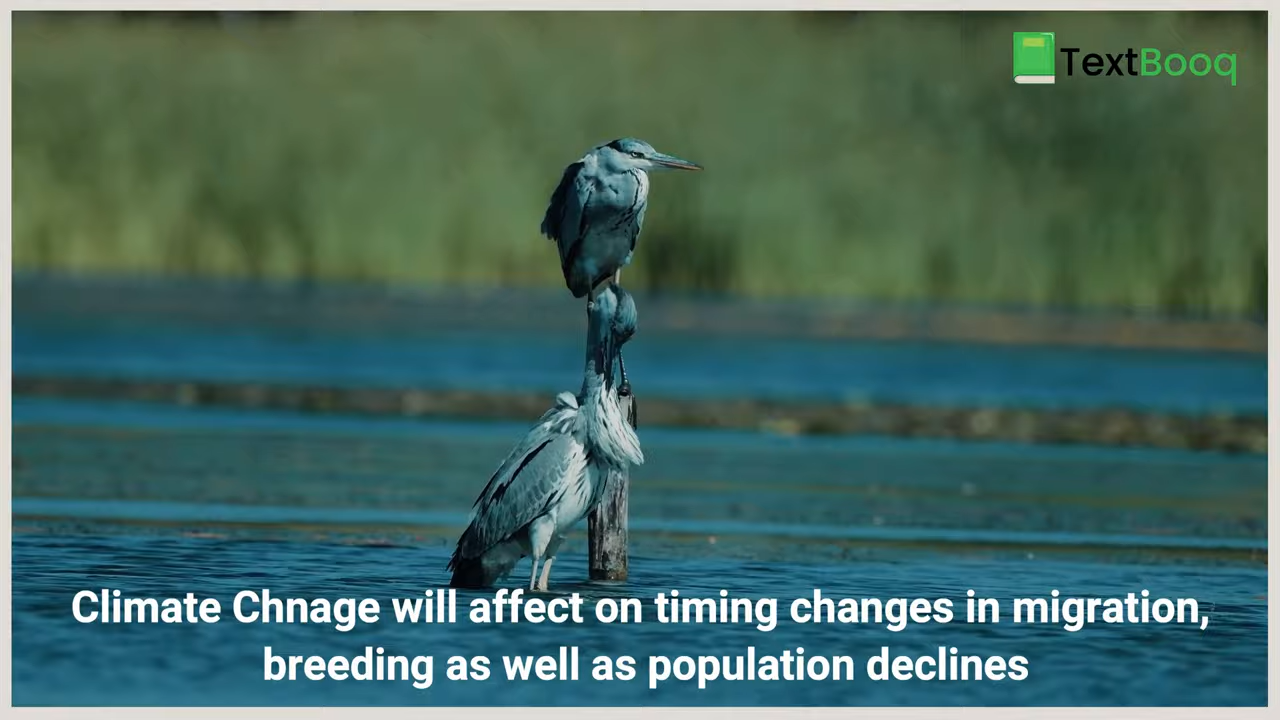 TextBooq
Climate Chnage will affect on timing changes in migration,
breeding as well as population declines